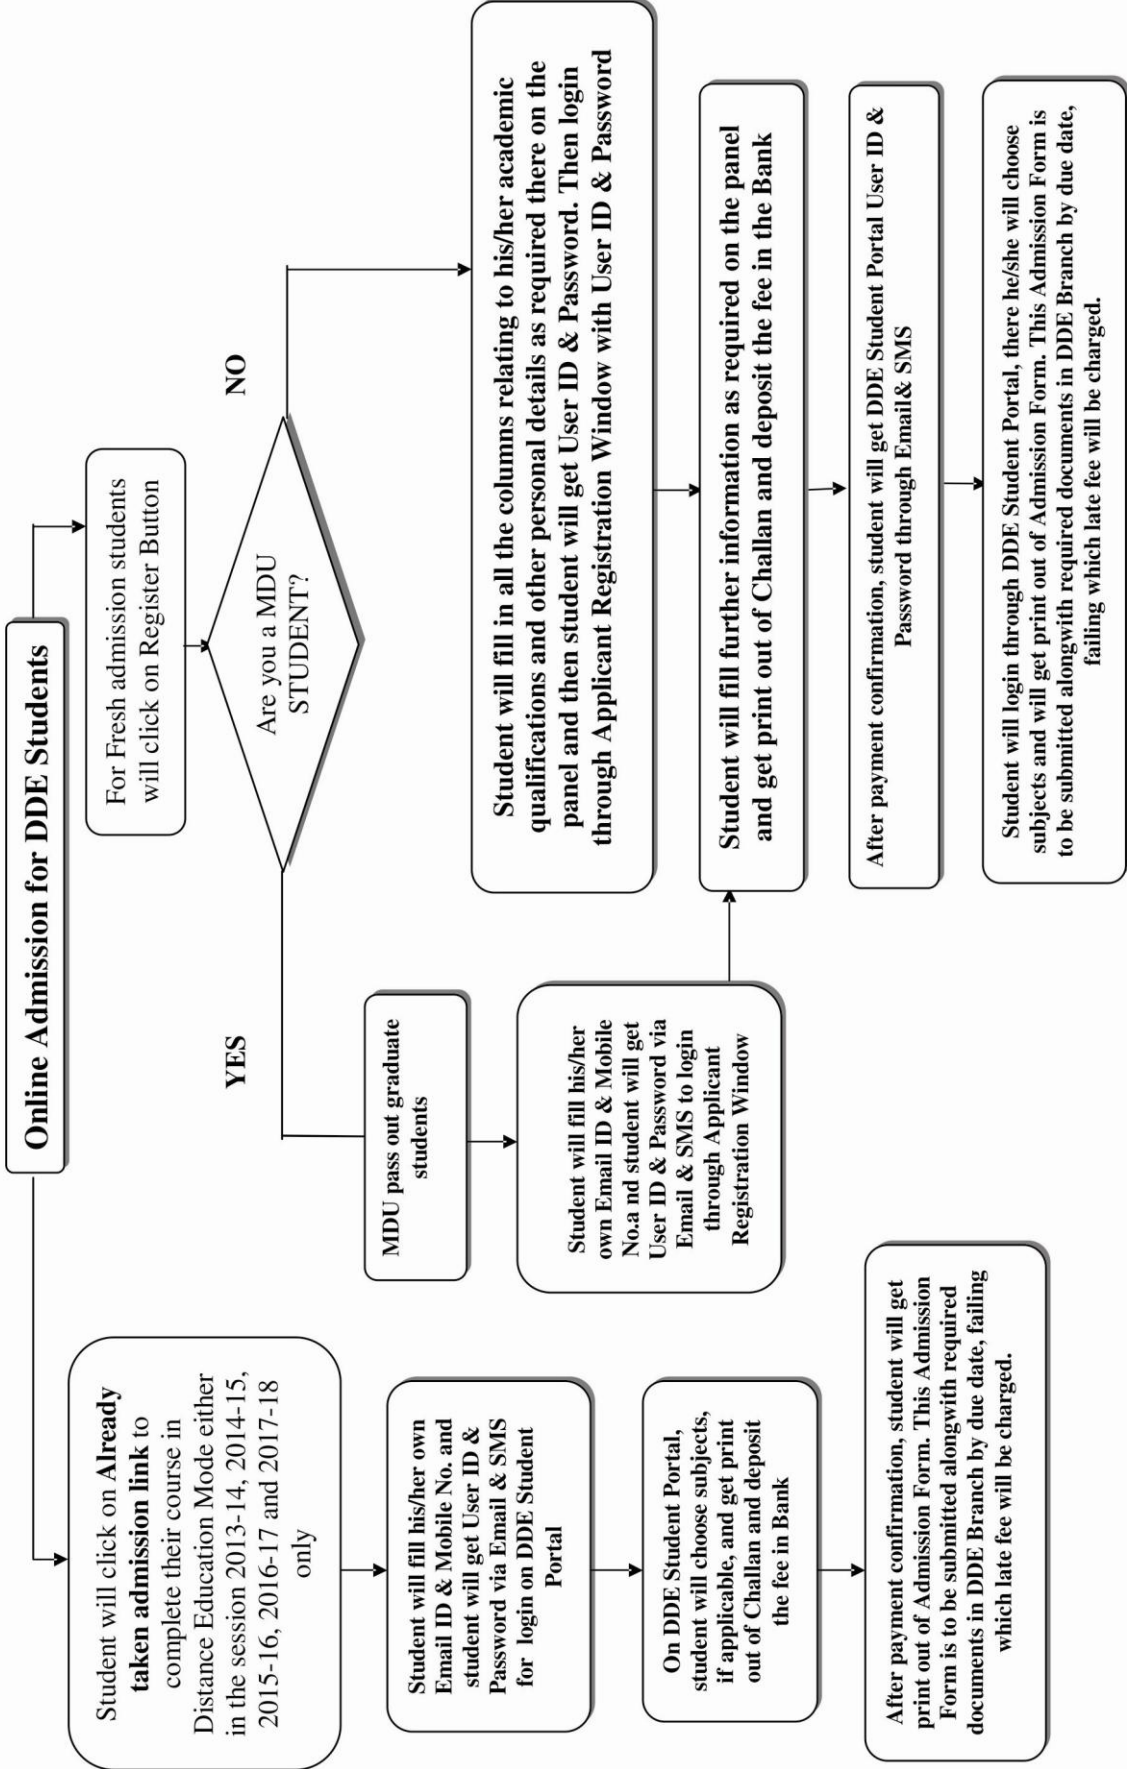 Online Admission for DDE Students
Student will click on Already
taken admission link to
complete their course in
Distance Education Mode either
in the session 2013-14, 2014-15,
2015-16, 2016-17 and 2017-18
only
Student will fill his/her own
Email ID & Mobile No. and
student will get User ID &
Password via Email & SMS
for login on DDE Student
Portal
On DDE Student Portal,
student will choose subjects,
if applicable, and get print
out of Challan and deposit
the fee in Bank
After payment confirmation, student will get
print out of Admission Form. This Admission
Form is to be submitted alongwith required
documents in DDE Branch by due date, failing
which late fee will be charged.
For Fresh admission students
will click on Register Button
Are you a MDU
STUDENT?
YES
MDU pass out graduate
students
Student will fill his/her
own Email ID & Mobile
No.a nd student will get
User ID & Password via
Email & SMS to login
through Applicant
Registration Window
NO
Student will fill in all the columns relating to his/her academic
qualifications and other personal details as required there on the
panel and then student will get User ID & Password. Then login
through Applicant Registration Window with User ID & Password
Student will fill further information as required on the panel
and get print out of Challan and deposit the fee in the Bank
After payment confirmation, student will get DDE Student Portal User ID &
Password through Email& SMS
Student will login through DDE Student Portal, there he/she will choose
subjects and will get print out of Admission Form. This Admission Form is
to be submitted alongwith required documents in DDE Branch by due date,
failing which late fee will be charged.